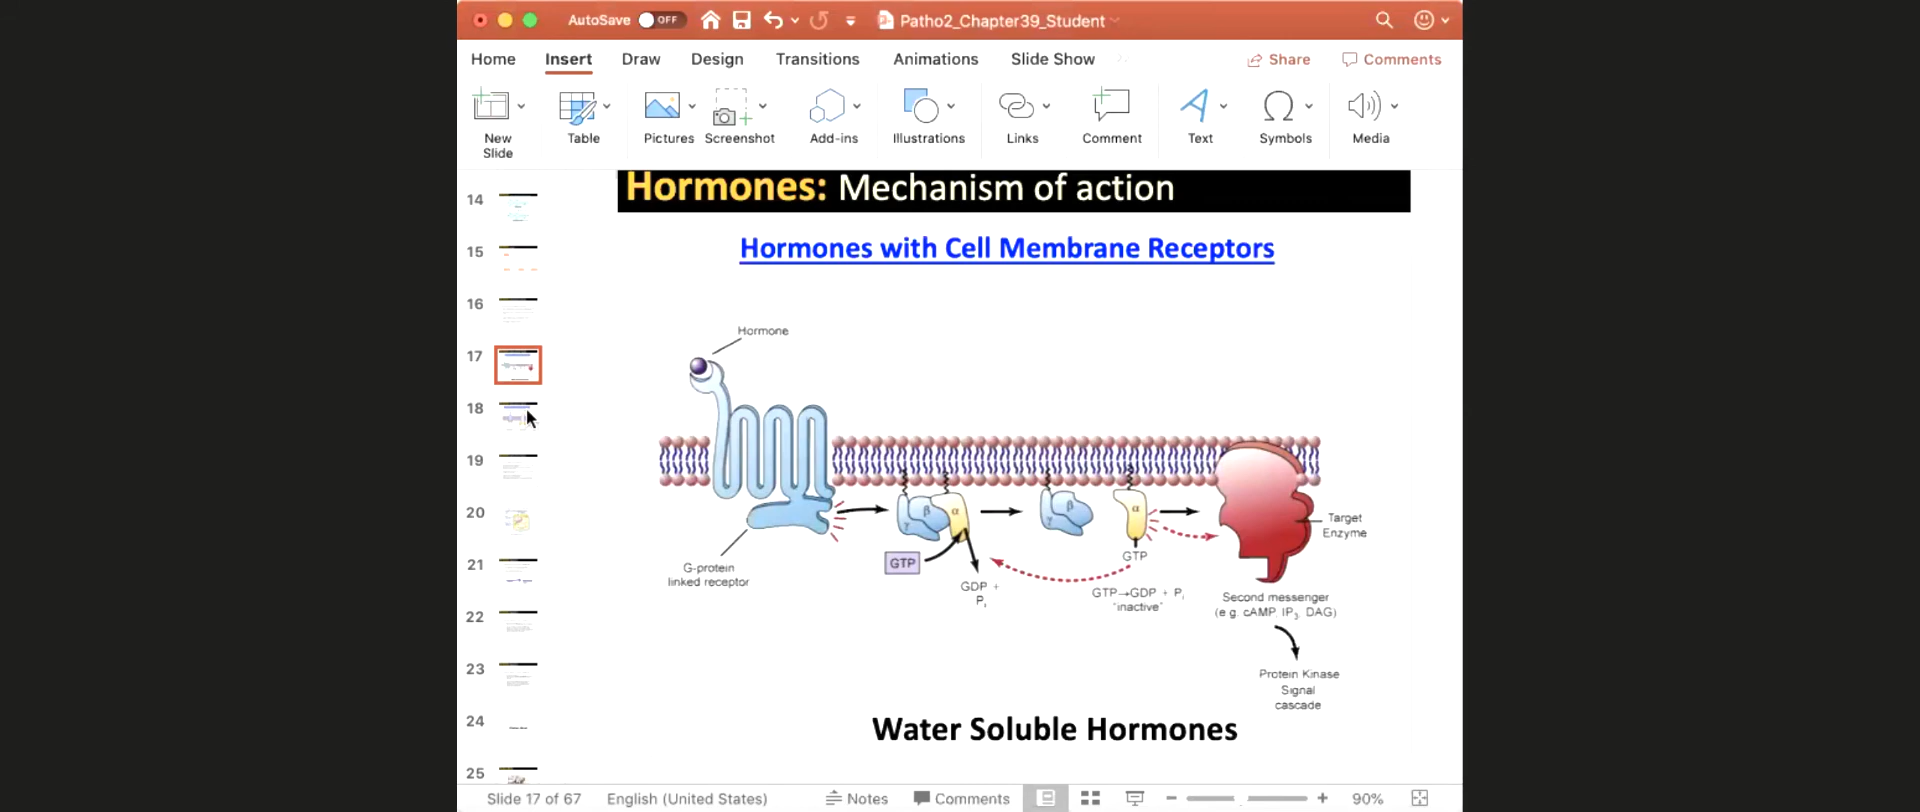 AutoSave OFF Patho2_Chapter39_Student
Home Insert Draw Design Transitions Animations Slide Show Share Comments
New Slide Table Pictures Screenshot Add-ins Illustrations Links Comment Text Symbols Media
14
15
16
17
18
19
20
21
22
23
24
25
Hormones: Mechanism of action
Hormones with Cell Membrane Receptors
Hormone
G-protein
linked receptor
γ β α
GTP
GDP +
Pi
γ β
α
GTP
GTP→GDP + Pi
"inactive"
Target
Enzyme
Second messenger
(e.g. cAMP, IP3, DAG)
Protein Kinase
Signal
cascade
Water Soluble Hormones
Slide 17 of 67 English (United States) Notes Comments 90%